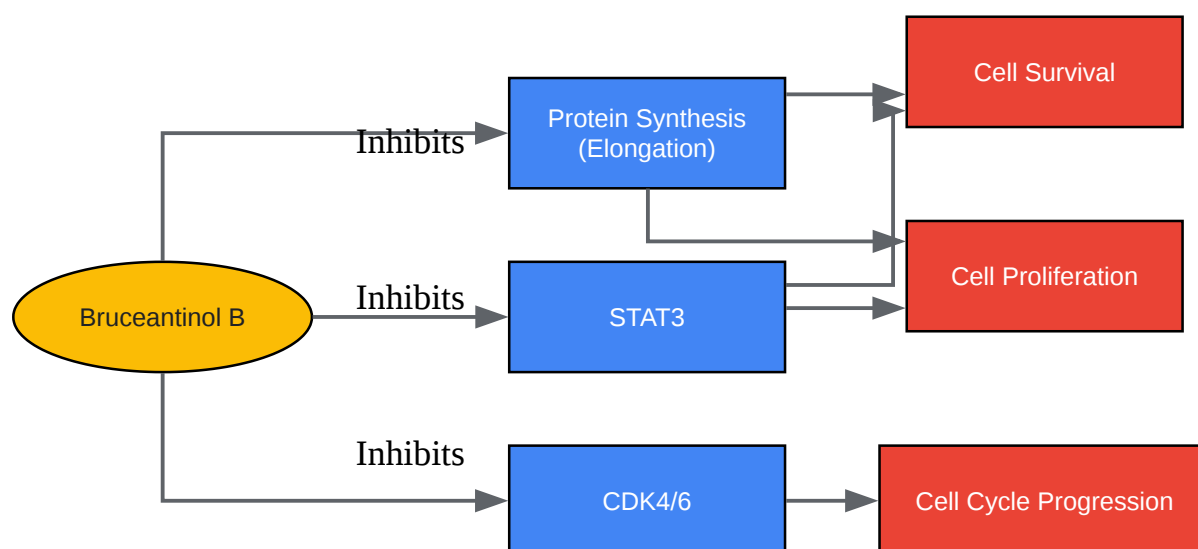 Cell Survival
Protein Synthesis
(Elongation)
Inhibits
Cell Proliferation
Bruceantinol B
Inhibits
STAT3
Inhibits
CDK4/6
Cell Cycle Progression